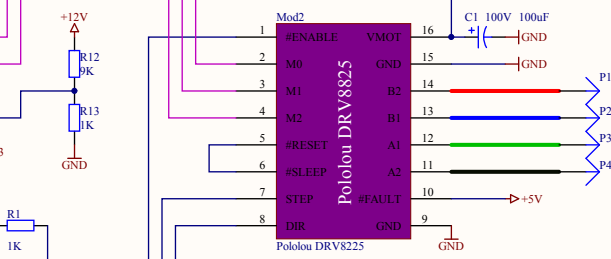 +12V
R12
9K
R13
1K
GND
3
R1
1K
Mod2
1 #ENABLE VMOT 16
2 M0 GND 15
3 M1 B2 14
4 M2 B1 13
5 #RESET A1 12
6 #SLEEP A2 11
7 STEP #FAULT 10
8 DIR GND 9
Pololou DRV8825
Pololou DRV8225
C1 100V 100uF
+
GND
GND
P1
P2
P3
P4
+5V
GND